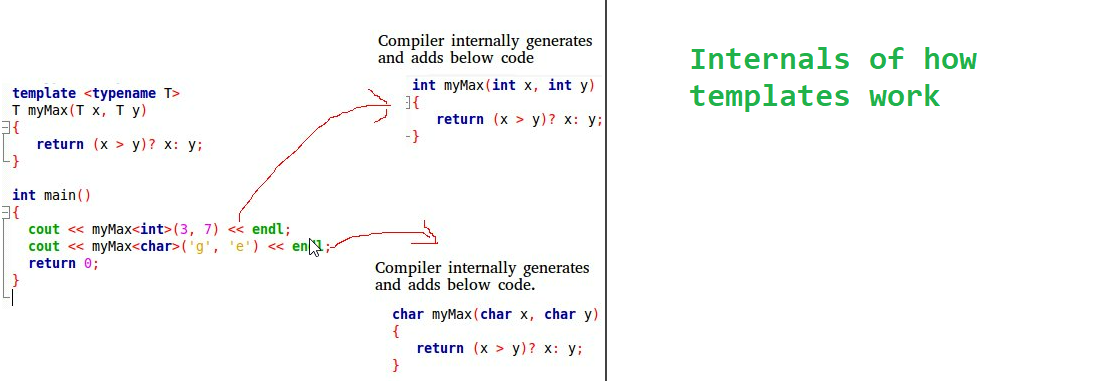 template <typename T>
T myMax(T x, T y)
{
return (x > y)? x: y;
}
int main()
{
cout << myMax<int>(3, 7) << endl;
cout << myMax<char>('g', 'e') << endl;
return 0;
}
Compiler internally generates
and adds below code
int myMax(int x, int y)
{
return (x > y)? x: y;
}
Compiler internally generates
and adds below code.
char myMax(char x, char y)
{
return (x > y)? x: y;
}
Internals of how
templates work